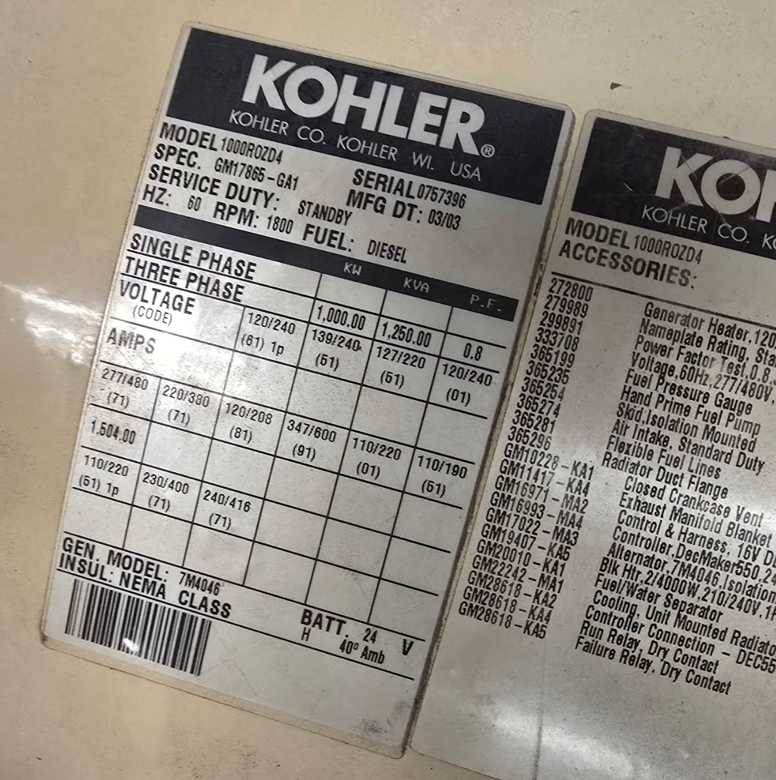 KOHLER®
KOHLER CO. KOHLER WI. USA
MODEL 1000ROZD4
SPEC. GM17865-GA1 SERIAL 0757396
SERVICE DUTY: STANDBY MFG DT: 03/03
HZ: 60 RPM: 1800 FUEL: DIESEL
KW KVA P.F.
SINGLE PHASE
THREE PHASE 1,000.00 1,250.00 0.8
VOLTAGE 120/240 139/240 127/220 120/240
(CODE) (61) 1p (51) (51) (01)
AMPS
277/480 220/380 120/208 347/600 110/220 110/190
(71) (71) (81) (91) (01) (51)
1,504.00
110/220 230/400 240/416
(51) 1p (71) (71)
GEN. MODEL: 7M4046 BATT. 24 V
INSUL: NEMA CLASS H 40° Amb
KOH
KOHLER CO. K
MODEL 1000ROZD4
ACCESSORIES:
272800 Generator Heater,120
279989 Nameplate Rating, Sta
299891 Power Factor Test,0.8,
333708 Voltage,60Hz,277/480V,
365199 Fuel Pressure Gauge
365235 Hand Prime Fuel Pump
365254 Skid,Isolation Mounted
365274 Air Intake, Standard Duty
365281 Flexible Fuel Lines
365296 Radiator Duct Flange
GM10228-KA1 Closed Crankcase Vent
GM11417-KA4 Exhaust Manifold Blanket
GM16971-MA2 Control & Harness, 16V D
GM16993-MA4 Controller,DecMaker550,2
GM17022-MA3 Alternator,7M4046,Isolation
GM19407-KA5 Blk Htr,2/4000W,210/240V,1
GM20010-KA1 Fuel/Water Separator
GM22242-MA1 Cooling, Unit Mounted Radiato
GM28618-KA2 Controller Connection - DEC55
GM28618-KA4 Run Relay, Dry Contact
GM28618-KA5 Failure Relay, Dry Contact